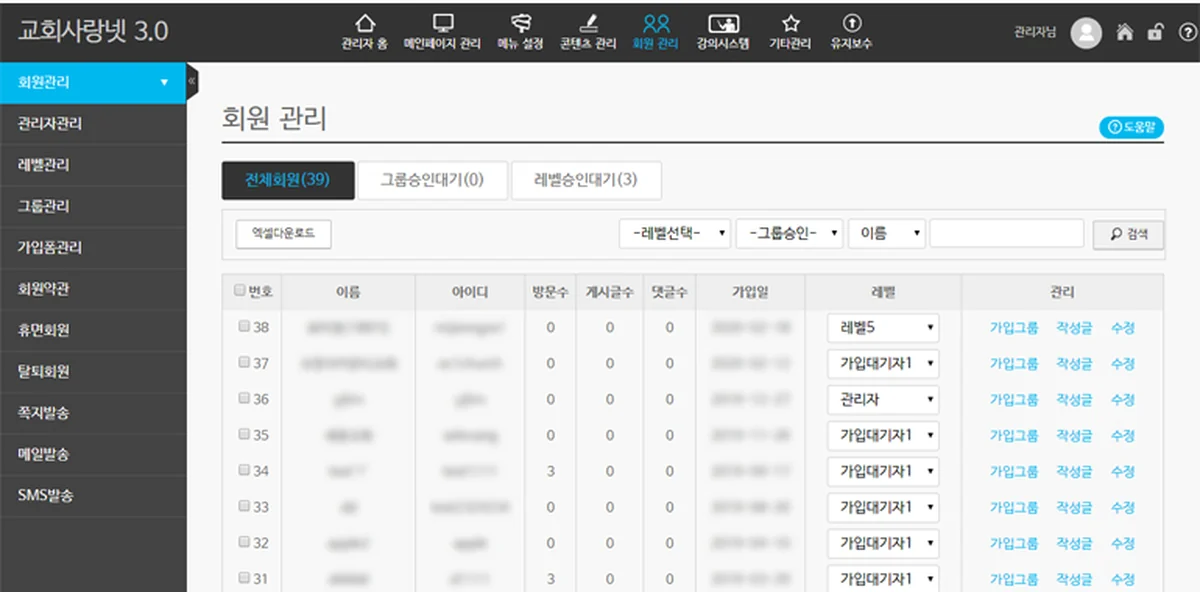 교회사랑넷 3.0
관리자 홈 메인페이지 관리 메뉴 설정 콘텐츠 관리 회원 관리 강의시스템 기타관리 유지보수
관리자님
회원관리
관리자관리
레벨관리
그룹관리
가입폼관리
회원약관
휴면회원
탈퇴회원
쪽지발송
메일발송
SMS발송
회원 관리
도움말
전체회원(39) 그룹승인대기(0) 레벨승인대기(3)
엑셀다운로드 -레벨선택- -그룹승인- 이름 검색
번호 이름 아이디 방문수 게시글수 댓글수 가입일 레벨 관리
38 0 0 0 레벨5 가입그룹 작성글 수정
37 0 0 0 가입대기자1 가입그룹 작성글 수정
36 0 0 0 관리자 가입그룹 작성글 수정
35 0 0 0 가입대기자1 가입그룹 작성글 수정
34 3 0 0 가입대기자1 가입그룹 작성글 수정
33 0 0 0 가입대기자1 가입그룹 작성글 수정
32 0 0 0 가입대기자1 가입그룹 작성글 수정
31 3 0 0 가입대기자1 가입그룹 작성글 수정